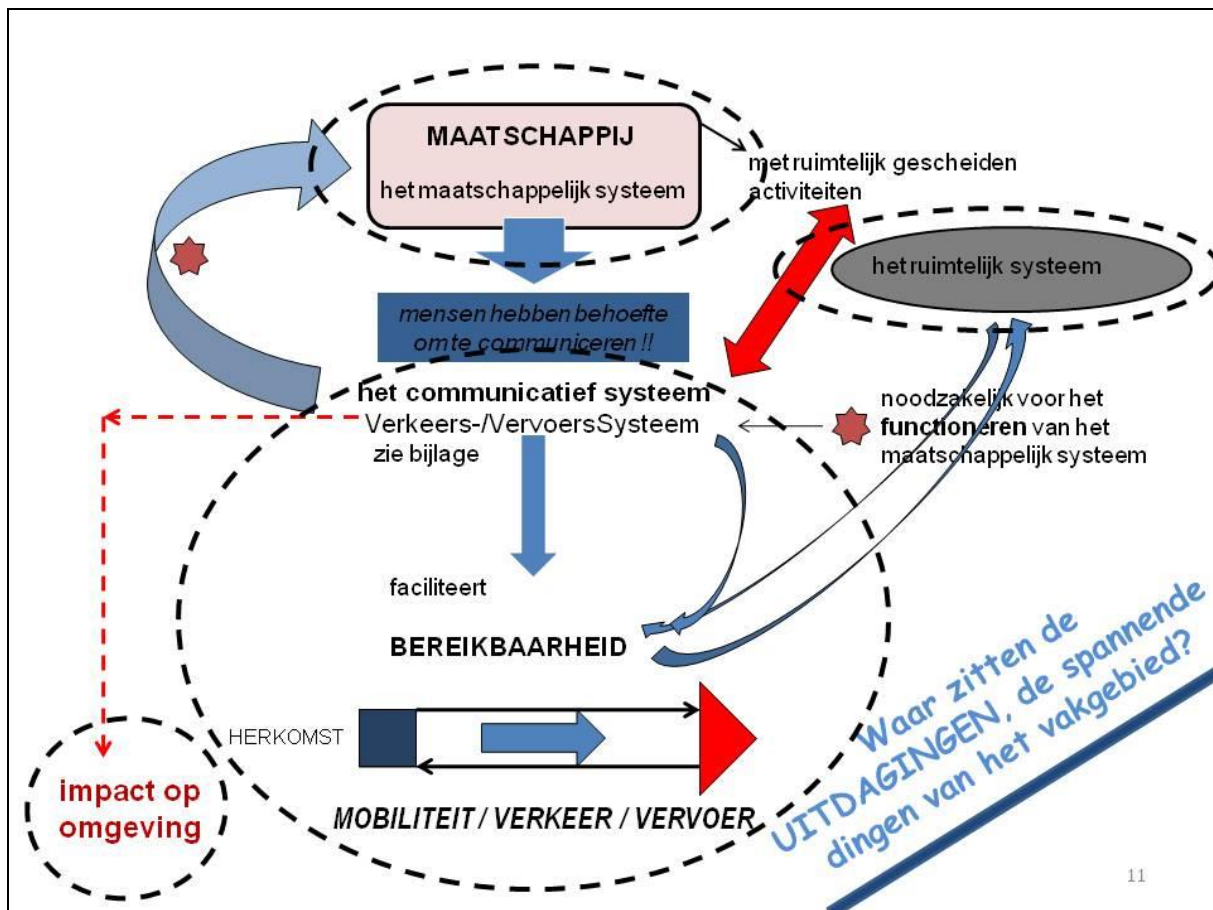 MAATSCHAPPIJ
het maatschappelijk systeem
met ruimtelijk gescheiden
activiteiten
het ruimtelijk systeem
mensen hebben behoefte
om te communiceren !!
het communicatief systeem
Verkeers-/VervoersSysteem
zie bijlage
noodzakelijk voor het
functioneren van het
maatschappelijk systeem
faciliteert
BEREIKBAARHEID
HERKOMST
MOBILITEIT / VERKEER / VERVOER
impact op
omgeving
Waar zitten de
UITDAGINGEN, de spannende
dingen van het vakgebied?
11